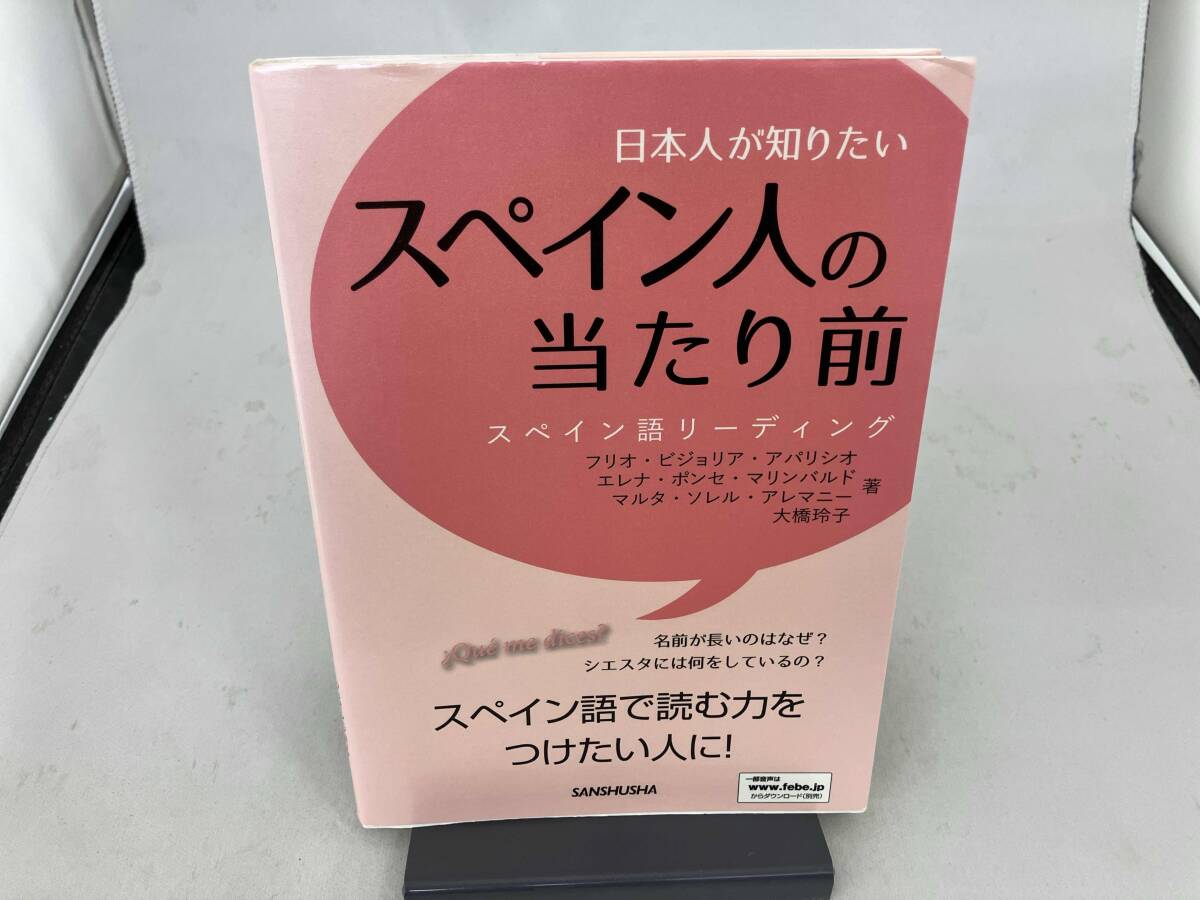 日本人が知りたい
スペイン人の
当たり前
スペイン語リーディング
フリオ・ビジョリア・アパリシオ
エレナ・ポンセ・マリンバルド
マルタ・ソレル・アレマニー
大橋玲子
著
¿Qué me dices?
名前が長いのはなぜ？
シエスタには何をしているの？
スペイン語で読む力を
つけたい人に！
SANSHUSHA
一部音声は
www.febe.jp
からダウンロード(別売)